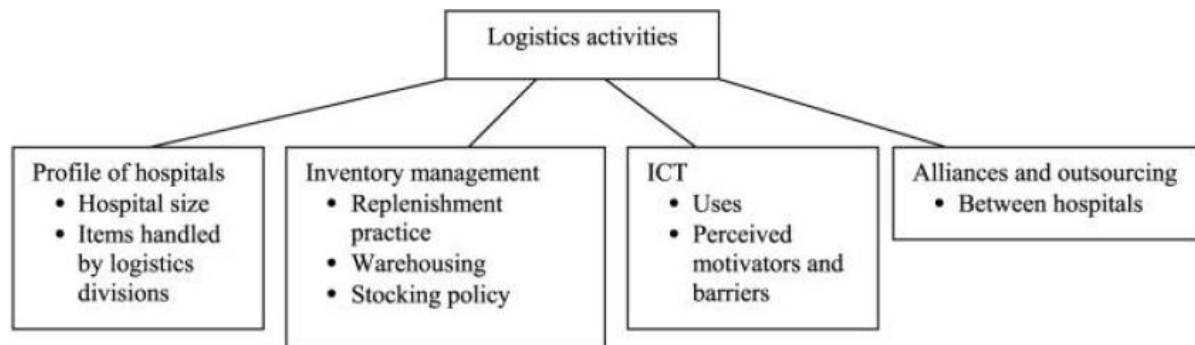 Logistics activities
Profile of hospitals
• Hospital size
• Items handled
by logistics
divisions
Inventory management
• Replenishment
practice
• Warehousing
• Stocking policy
ICT
• Uses
• Perceived
motivators and
barriers
Alliances and outsourcing
• Between hospitals